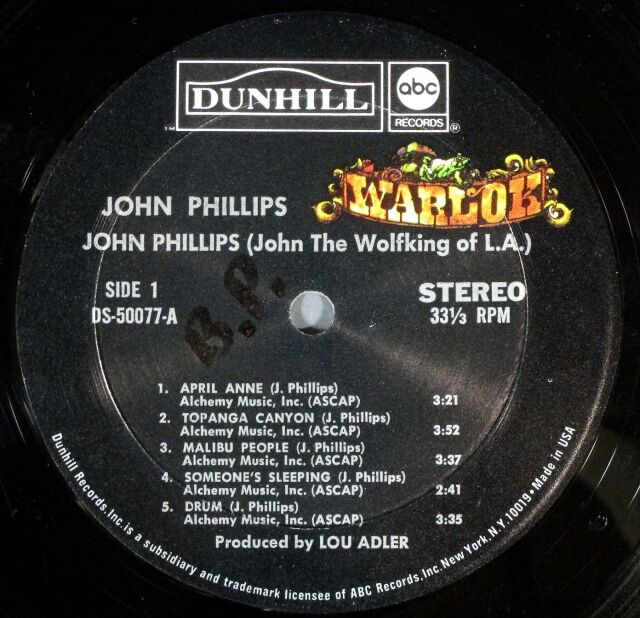 DUNHILL
TM
abc
RECORDS
®
WARLOK
JOHN PHILLIPS
JOHN PHILLIPS (John The Wolfking of L.A.)
SIDE 1
DS-50077-A
B.P.
STEREO
33⅓ RPM
1. APRIL ANNE (J. Phillips)
Alchemy Music, Inc. (ASCAP) 3:21
2. TOPANGA CANYON (J. Phillips)
Alchemy Music, Inc. (ASCAP) 3:52
3. MALIBU PEOPLE (J. Phillips)
Alchemy Music, Inc. (ASCAP) 3:37
4. SOMEONE'S SLEEPING (J. Phillips)
Alchemy Music, Inc. (ASCAP) 2:41
5. DRUM (J. Phillips)
Alchemy Music, Inc. (ASCAP) 3:35
Produced by LOU ADLER
Dunhill Records, Inc. is a subsidiary and trademark licensee of ABC Records, Inc. New York, N.Y. 10019 • Made in USA